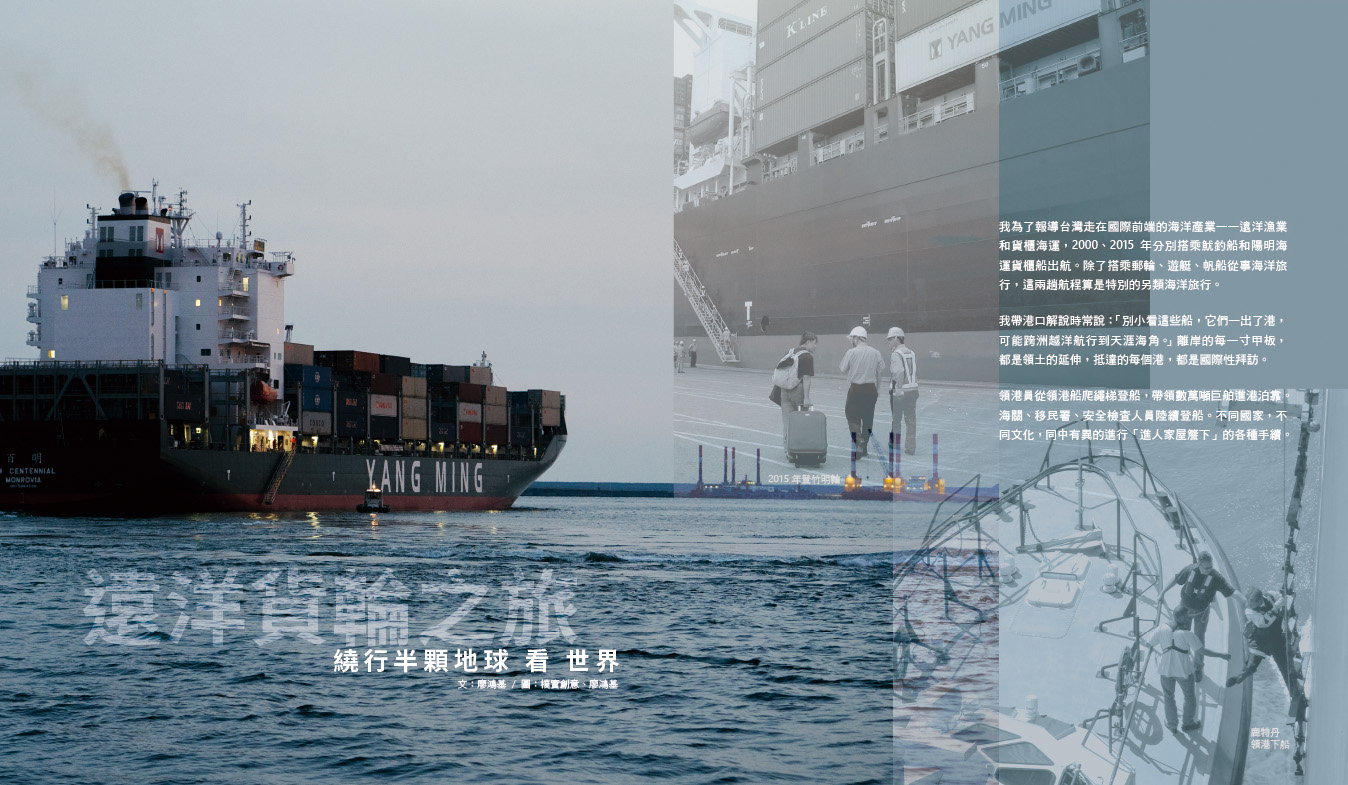 遠洋貨輪之旅
繞行半顆地球 看 世界
文：廖鴻基 / 圖：福寶創意、廖鴻基
百 明
CENTENNIAL
MONROVIA
YANG MING
K LINE
YANG MING
2015 年登竹明輪
我為了報導台灣走在國際前端的海洋產業——遠洋漁業
和貨櫃海運，2000、2015 年分別搭乘魷釣船和陽明海
運貨櫃船出航。除了搭乘郵輪、遊艇、帆船從事海洋旅
行，這兩趟航程算是特別的另類海洋旅行。
我帶港口解說時常說：「別小看這些船，它們一出了港，
可能跨洲越洋航行到天涯海角。」離岸的每一寸甲板，
都是領土的延伸，抵達的每個港，都是國際性拜訪。
領港員從領港船爬繩梯登船，帶領數萬噸巨舶進港泊靠。
海關、移民署、安全檢查人員陸續登船。不同國家，不
同文化，同中有異的進行「進人家屋簷下」的各種手續。
鹿特丹
領港下船